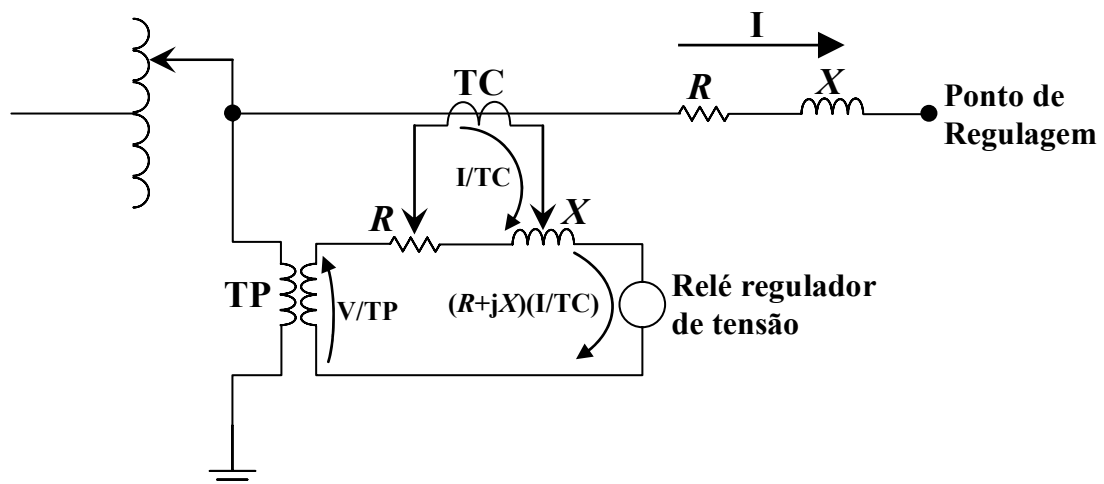 I
TC
R
X
Ponto de
Regulagem
I/TC
R
X
TP
V/TP
(R+jX)(I/TC)
Relé regulador
de tensão